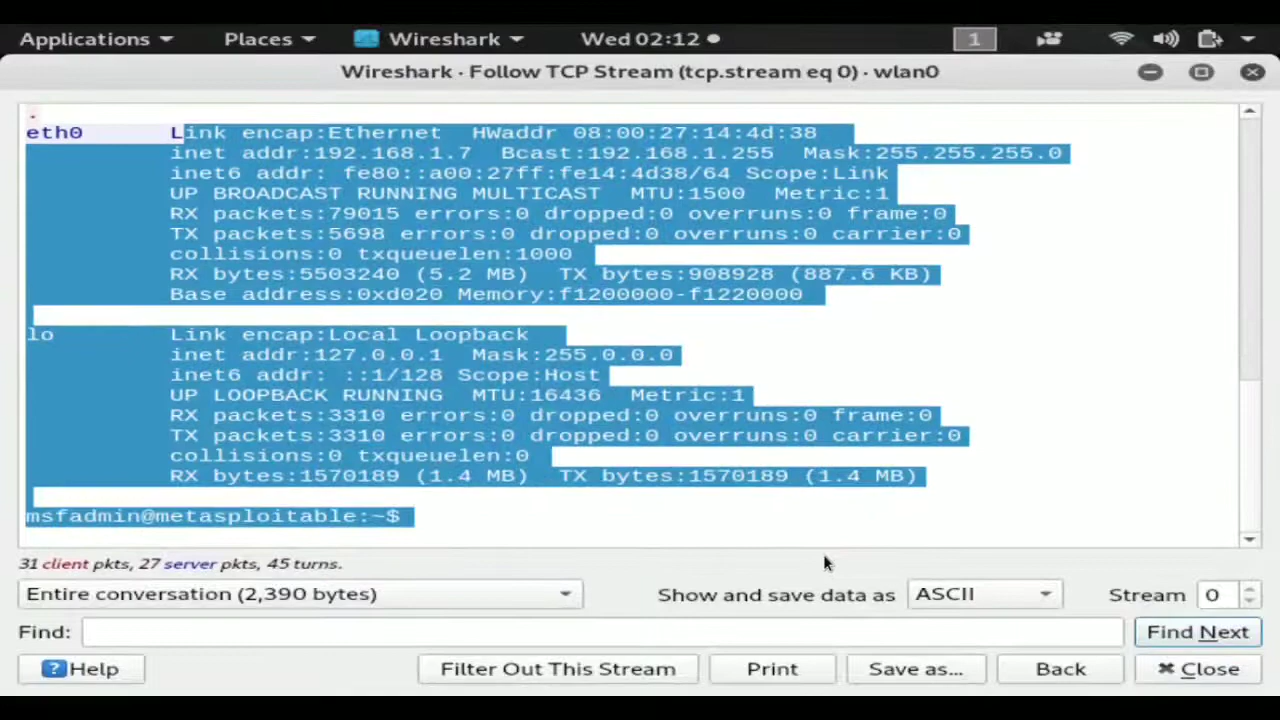 Applications Places Wireshark Wed 02:12 1
Wireshark · Follow TCP Stream (tcp.stream eq 0) · wlan0
.
eth0 Link encap:Ethernet HWaddr 08:00:27:14:4d:38
inet addr:192.168.1.7 Bcast:192.168.1.255 Mask:255.255.255.0
inet6 addr: fe80::a00:27ff:fe14:4d38/64 Scope:Link
UP BROADCAST RUNNING MULTICAST MTU:1500 Metric:1
RX packets:79015 errors:0 dropped:0 overruns:0 frame:0
TX packets:5698 errors:0 dropped:0 overruns:0 carrier:0
collisions:0 txqueuelen:1000
RX bytes:5503240 (5.2 MB) TX bytes:908928 (887.6 KB)
Base address:0xd020 Memory:f1200000-f1220000
lo Link encap:Local Loopback
inet addr:127.0.0.1 Mask:255.0.0.0
inet6 addr: ::1/128 Scope:Host
UP LOOPBACK RUNNING MTU:16436 Metric:1
RX packets:3310 errors:0 dropped:0 overruns:0 frame:0
TX packets:3310 errors:0 dropped:0 overruns:0 carrier:0
collisions:0 txqueuelen:0
RX bytes:1570189 (1.4 MB) TX bytes:1570189 (1.4 MB)
msfadmin@metasploitable:~$
31 client pkts, 27 server pkts, 45 turns.
Entire conversation (2,390 bytes) Show and save data as ASCII Stream 0
Find: Find Next
? Help Filter Out This Stream Print Save as... Back Close